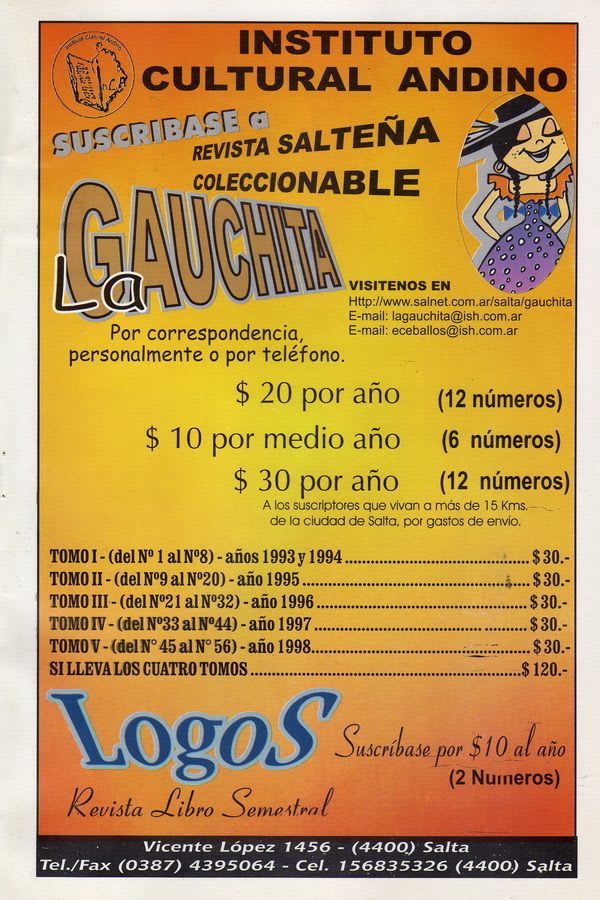 Instituto Cultural Andino
INSTITUTO
CULTURAL ANDINO
SUSCRIBASE a
REVISTA SALTEÑA
COLECCIONABLE
La GAUCHITA
VISITENOS EN
Http://www.salnet.com.ar/salta/gauchita
E-mail: lagauchita@ish.com.ar
E-mail: eceballos@ish.com.ar
Por correspondencia,
personalmente o por teléfono.
$ 20 por año (12 números)
$ 10 por medio año (6 números)
$ 30 por año (12 números)
A los suscriptores que vivan a más de 15 Kms.
de la ciudad de Salta, por gastos de envío.
TOMO I - (del Nº 1 al Nº8) - años 1993 y 1994 ........ $ 30.-
TOMO II - (del Nº9 al Nº20) - año 1995 ........ $ 30.-
TOMO III - (del Nº21 al Nº32) - año 1996 ........ $ 30.-
TOMO IV - (del Nº33 al Nº44) - año 1997 ........ $ 30.-
TOMO V - (del N° 45 al N° 56) - año 1998 ........ $ 30.-
SI LLEVA LOS CUATRO TOMOS ........ $ 120.-
LogoS
Suscríbase por $10 al año
(2 Numeros)
Revista Libro Semestral
Vicente López 1456 - (4400) Salta
Tel./Fax (0387) 4395064 - Cel. 156835326 (4400) Salta